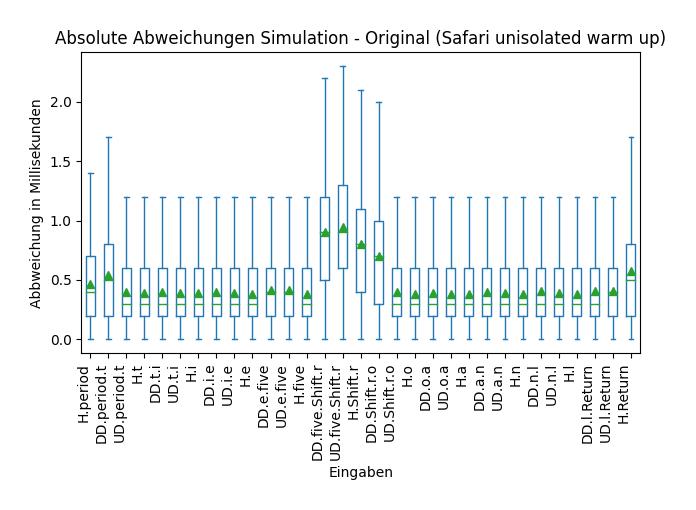 Absolute Abweichungen Simulation - Original (Safari unisolated warm up)
Abbweichung in Millisekunden
2.0
1.5
1.0
0.5
0.0
H.period
DD.period.t
UD.period.t
H.t
DD.t.i
UD.t.i
H.i
DD.i.e
UD.i.e
H.e
DD.e.five
UD.e.five
H.five
DD.five.Shift.r
UD.five.Shift.r
H.Shift.r
DD.Shift.r.o
UD.Shift.r.o
H.o
DD.o.a
UD.o.a
H.a
DD.a.n
UD.a.n
H.n
DD.n.l
UD.n.l
H.l
DD.l.Return
UD.l.Return
H.Return
Eingaben